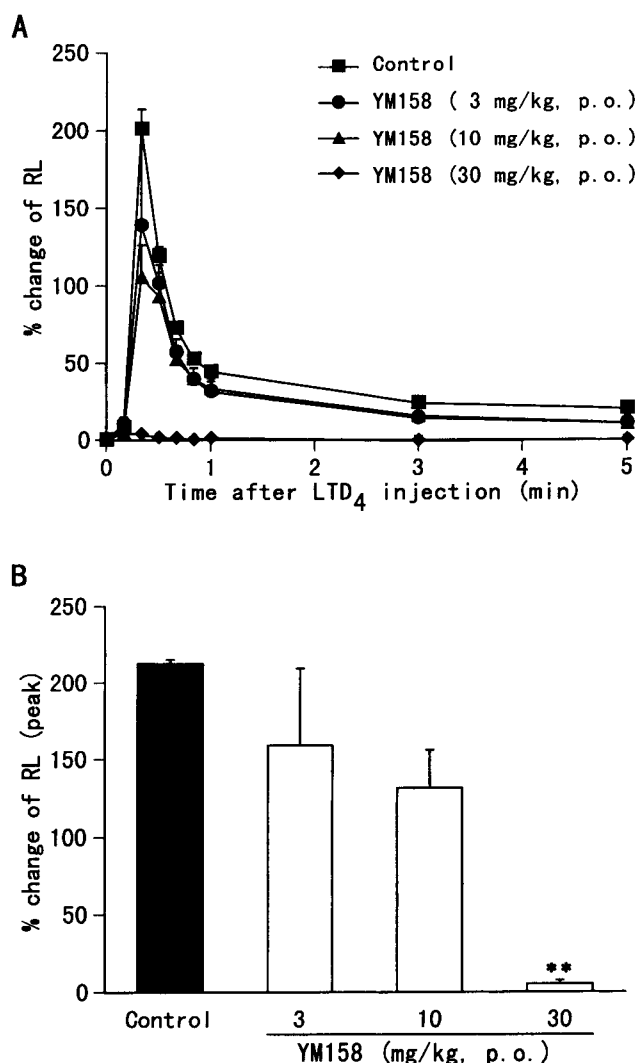 A
% change of RL
250
200
150
100
50
0
Control
YM158 ( 3 mg/kg, p.o.)
YM158 (10 mg/kg, p.o.)
YM158 (30 mg/kg, p.o.)
0 1 2 3 4 5
Time after LTD4 injection (min)
B
% change of RL (peak)
250
200
150
100
50
0
**
Control 3 10 30
YM158 (mg/kg, p.o.)